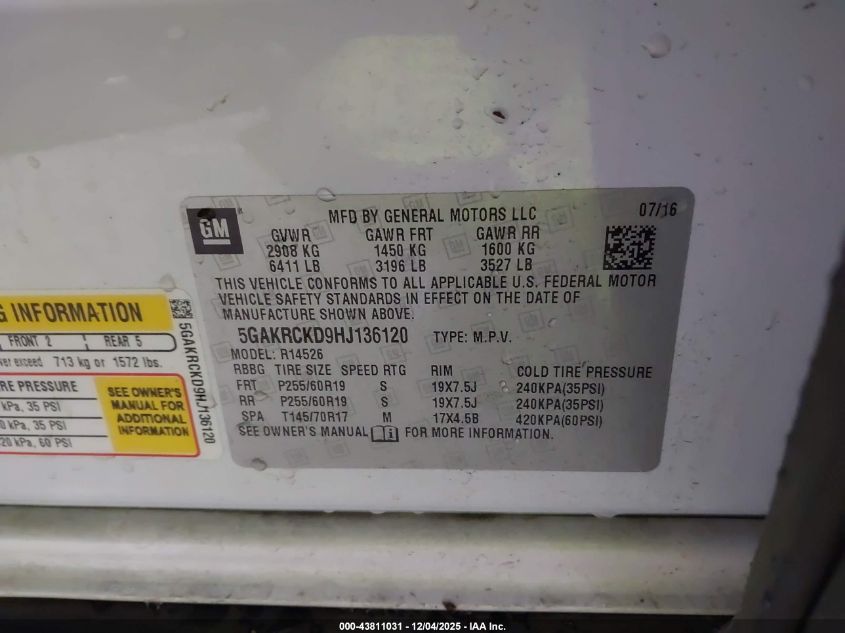 GM
MFD BY GENERAL MOTORS LLC 07/16
GVWR GAWR FRT GAWR RR
2908 KG 1450 KG 1600 KG
6411 LB 3196 LB 3527 LB
THIS VEHICLE CONFORMS TO ALL APPLICABLE U.S. FEDERAL MOTOR
VEHICLE SAFETY STANDARDS IN EFFECT ON THE DATE OF
MANUFACTURE SHOWN ABOVE.
5GAKRCKD9HJ136120 TYPE: M.P.V.
MODEL: R14526
RBBG TIRE SIZE SPEED RTG RIM COLD TIRE PRESSURE
FRT P255/60R19 S 19X7.5J 240KPA(35PSI)
RR P255/60R19 S 19X7.5J 240KPA(35PSI)
SPA T145/70R17 M 17X4.5B 420KPA(60PSI)
SEE OWNER'S MANUAL FOR MORE INFORMATION.
G INFORMATION
FRONT 2 REAR 5
ver exceed 713 kg or 1572 lbs.
RE PRESSURE
kPa, 35 PSI
kPa, 35 PSI
20 kPa, 60 PSI
SEE OWNER'S
MANUAL FOR
ADDITIONAL
INFORMATION
5GAKRCKD9HJ136120
000-43811031 - 12/04/2025 - IAA Inc.